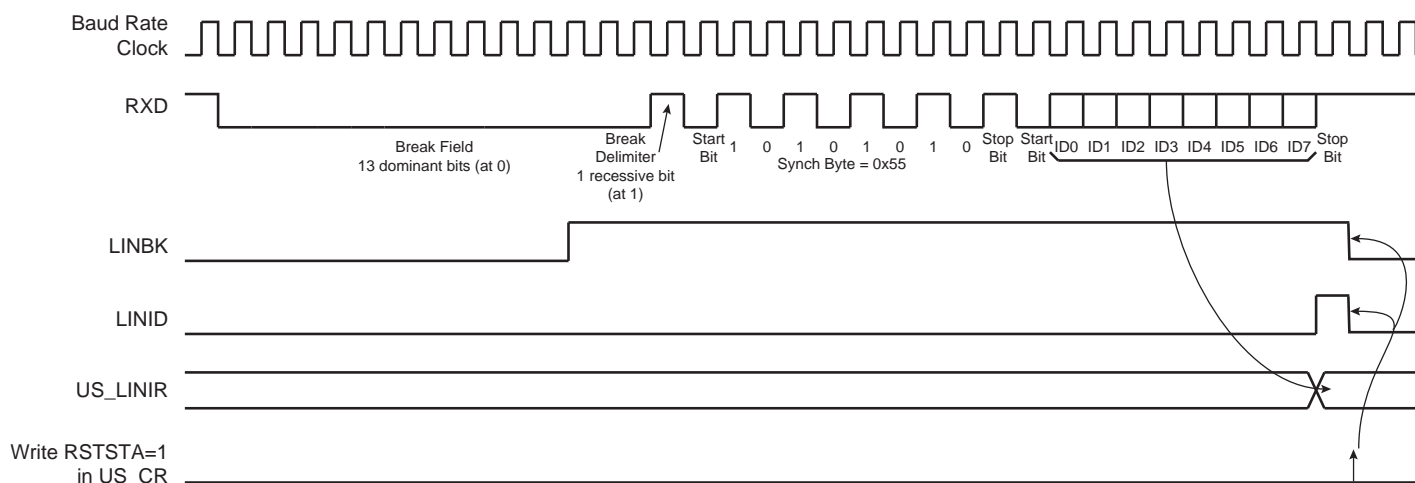 Baud Rate
Clock
RXD
Break Field
13 dominant bits (at 0)
Break
Delimiter
1 recessive bit
(at 1)
Start
Bit
1 0 1 0 1 0 1 0
Synch Byte = 0x55
Stop
Bit
Start
Bit
ID0 ID1 ID2 ID3 ID4 ID5 ID6 ID7
Stop
Bit
LINBK
LINID
US_LINIR
Write RSTSTA=1
in US_CR